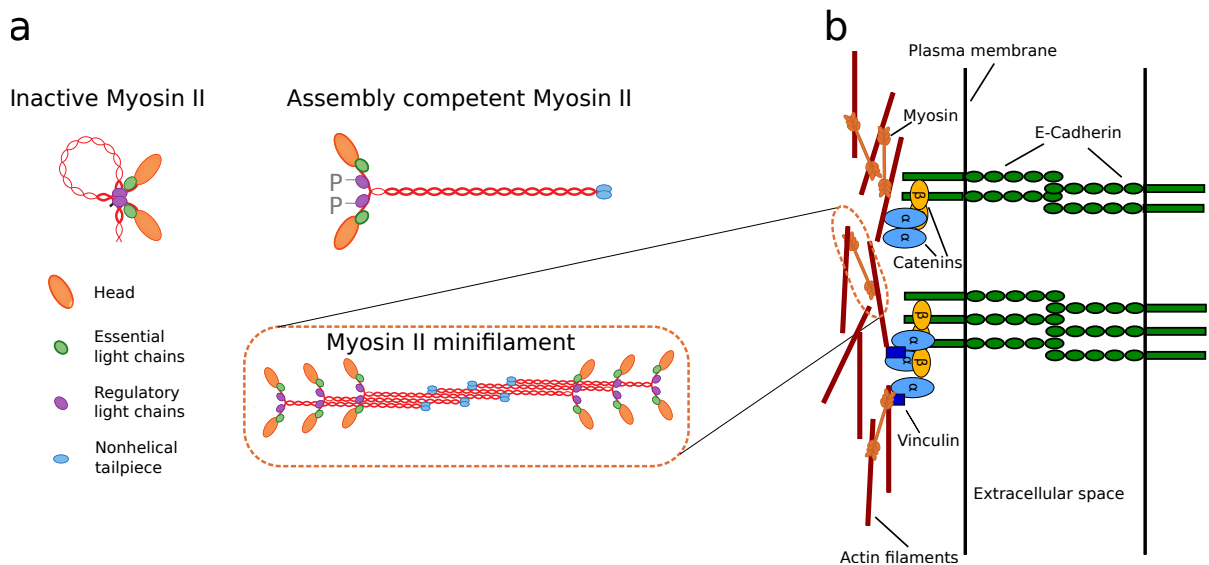 a
Inactive Myosin II
Assembly competent Myosin II
P
P
Head
Essential
light chains
Regulatory
light chains
Nonhelical
tailpiece
Myosin II minifilament
b
Plasma membrane
Myosin
E-Cadherin
β
α
α
Catenins
β
α
α
β
α
Vinculin
Extracellular space
Actin filaments